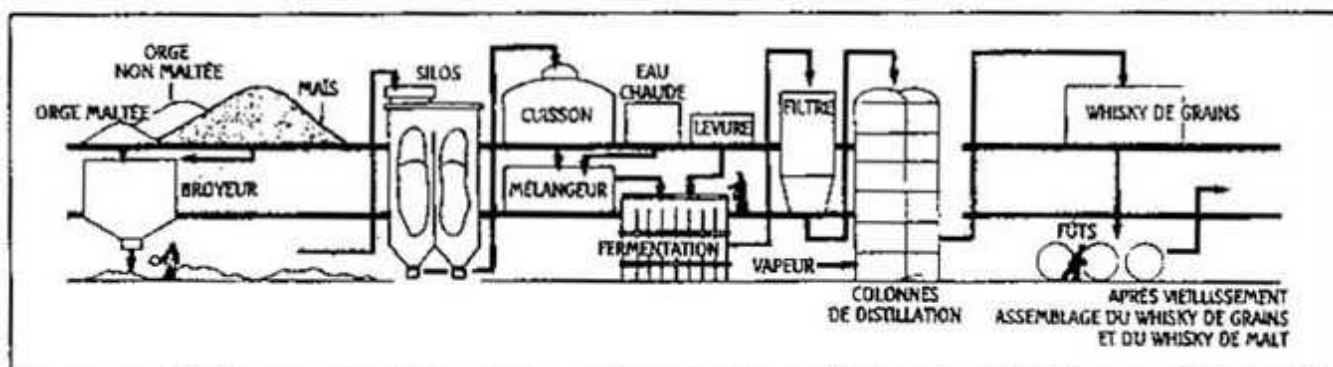 ORGE
NON MALTÉE
ORGE MALTÉE
MAÏS
BROYEUR
SILOS
CUISSON
EAU
CHAUDE
LEVURE
MÉLANGEUR
FERMENTATION
FILTRE
VAPEUR
COLONNES
DE DISTILLATION
WHISKY DE GRAINS
FÛTS
APRÈS VIEILLISSEMENT
ASSEMBLAGE DU WHISKY DE GRAINS
ET DU WHISKY DE MALT